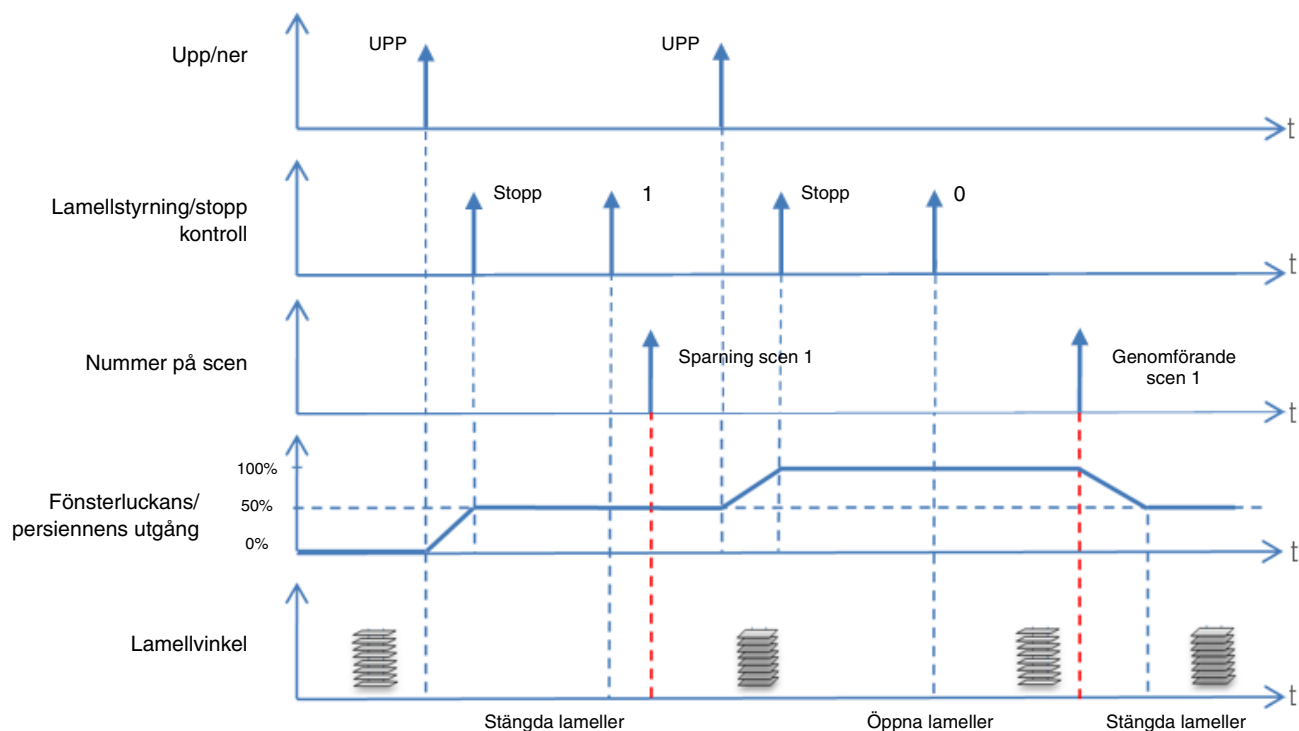 Upp/ner
UPP
UPP
t
Lamellstyrning/stopp
kontroll
Stopp
1
Stopp
0
t
Nummer på scen
Sparning scen 1
Genomförande
scen 1
t
Fönsterluckans/
persiennens utgång
100%
50%
0%
t
Lamellvinkel
t
Stängda lameller
Öppna lameller
Stängda lameller